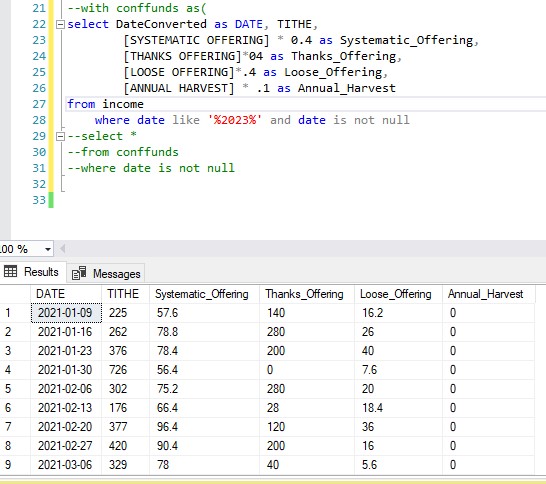 21 --with conffunds as(
22 select DateConverted as DATE, TITHE,
23 [SYSTEMATIC OFFERING] * 0.4 as Systematic_Offering,
24 [THANKS OFFERING]*04 as Thanks_Offering,
25 [LOOSE OFFERING]*.4 as Loose_Offering,
26 [ANNUAL HARVEST] * .1 as Annual_Harvest
27 from income
28 where date like '%2023%' and date is not null
29 --select *
30 --from conffunds
31 --where date is not null
32
33
.00 %
Results Messages
DATE TITHE Systematic_Offering Thanks_Offering Loose_Offering Annual_Harvest
1 2021-01-09 225 57.6 140 16.2 0
2 2021-01-16 262 78.8 280 26 0
3 2021-01-23 376 78.4 200 40 0
4 2021-01-30 726 56.4 0 7.6 0
5 2021-02-06 302 75.2 280 20 0
6 2021-02-13 176 66.4 28 18.4 0
7 2021-02-20 377 96.4 120 36 0
8 2021-02-27 420 90.4 200 16 0
9 2021-03-06 329 78 40 5.6 0